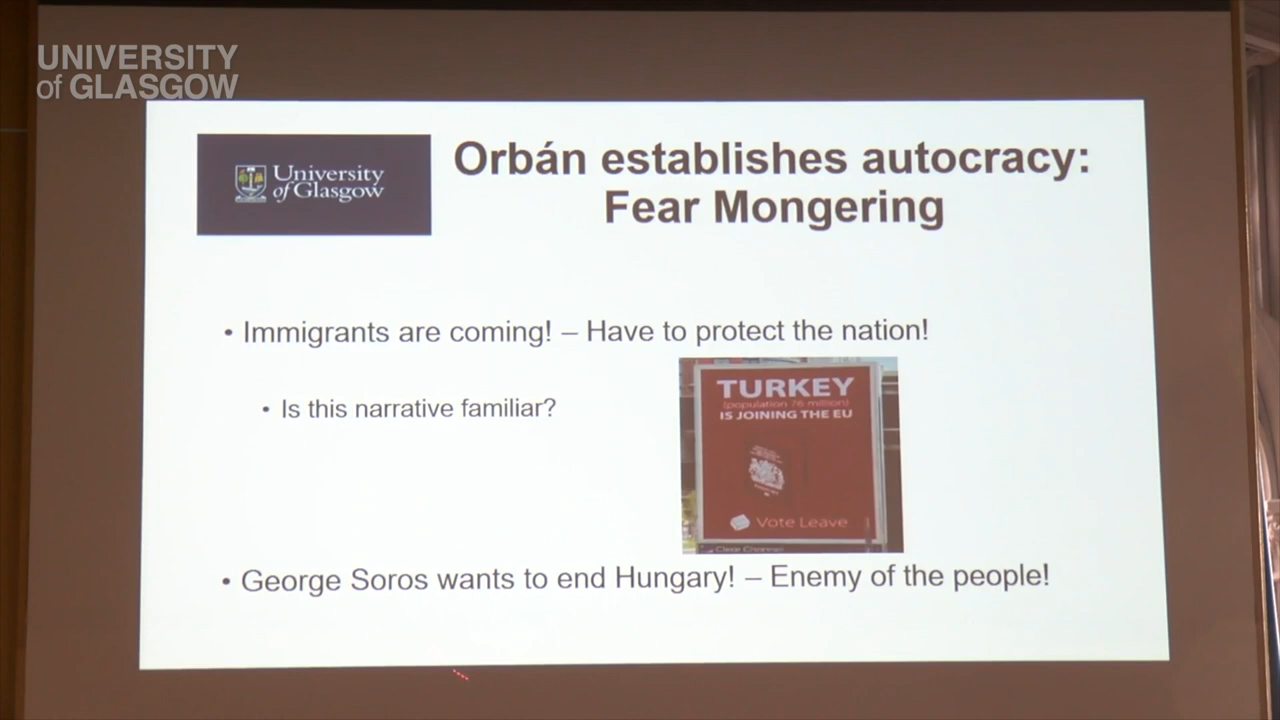 UNIVERSITY
of GLASGOW
University
of Glasgow
Orbán establishes autocracy:
Fear Mongering
• Immigrants are coming! – Have to protect the nation!
TURKEY
(population 76 million)
IS JOINING THE EU
• Is this narrative familiar?
Vote Leave
• George Soros wants to end Hungary! – Enemy of the people!